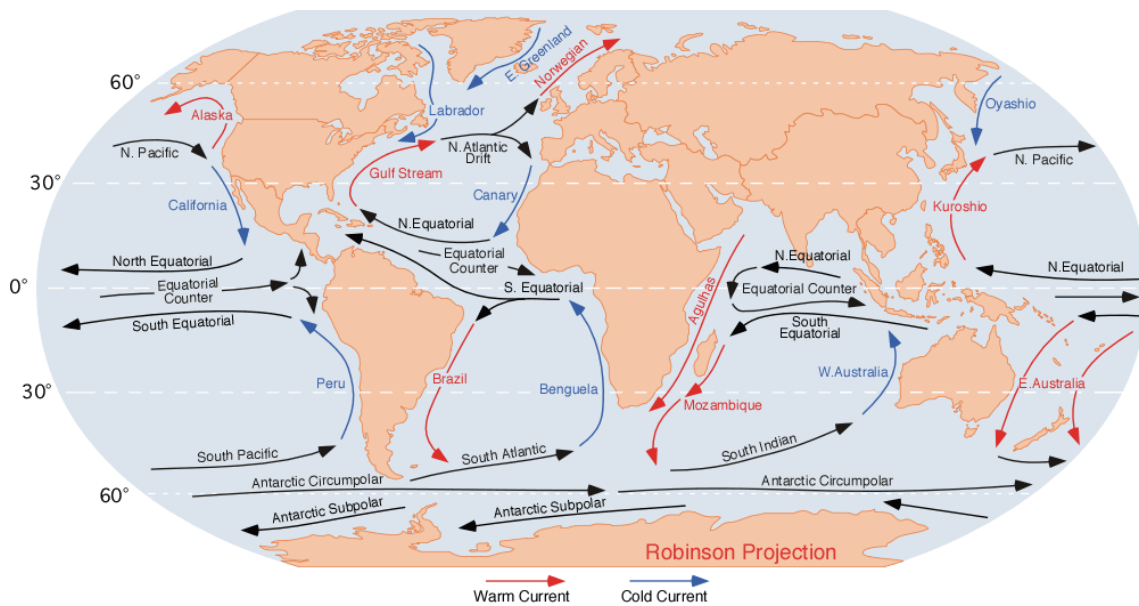 60°
E. Greenland
Norwegian
Alaska
Labrador
Oyashio
N. Pacific
N.Atlantic
Drift
N. Pacific
30°
Gulf Stream
California
Canary
Kuroshio
N.Equatorial
North Equatorial
Equatorial
Counter
N.Equatorial
N.Equatorial
0°
Equatorial
Counter
S. Equatorial
Agulhas
Equatorial Counter
South Equatorial
South
Equatorial
Peru
Brazil
Benguela
W.Australia
E.Australia
30°
Mozambique
South Pacific
South Atlantic
South Indian
60°
Antarctic Circumpolar
Antarctic Circumpolar
Antarctic Subpolar
Antarctic Subpolar
Robinson Projection
Warm Current
Cold Current